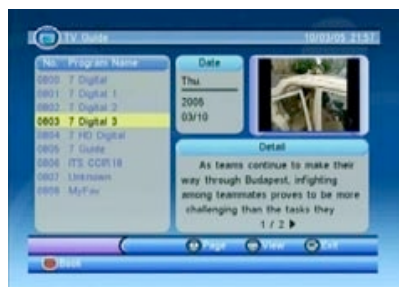 TV Guide 10/03/05 21:57
No. Program Name
0800 7 Digital
0801 7 Digital 1
0802 7 Digital 2
0803 7 Digital 3
0804 7 HD Digital
0805 7 Guide
0806 ITS CCIR18
0807 Unknown
0808 MyFav
Date
Thu.
2005
03/10
Detail
As teams continue to make their
way through Budapest, infighting
among teammates proves to be more
challenging than the tasks they
1 / 2
Page View Exit
Book